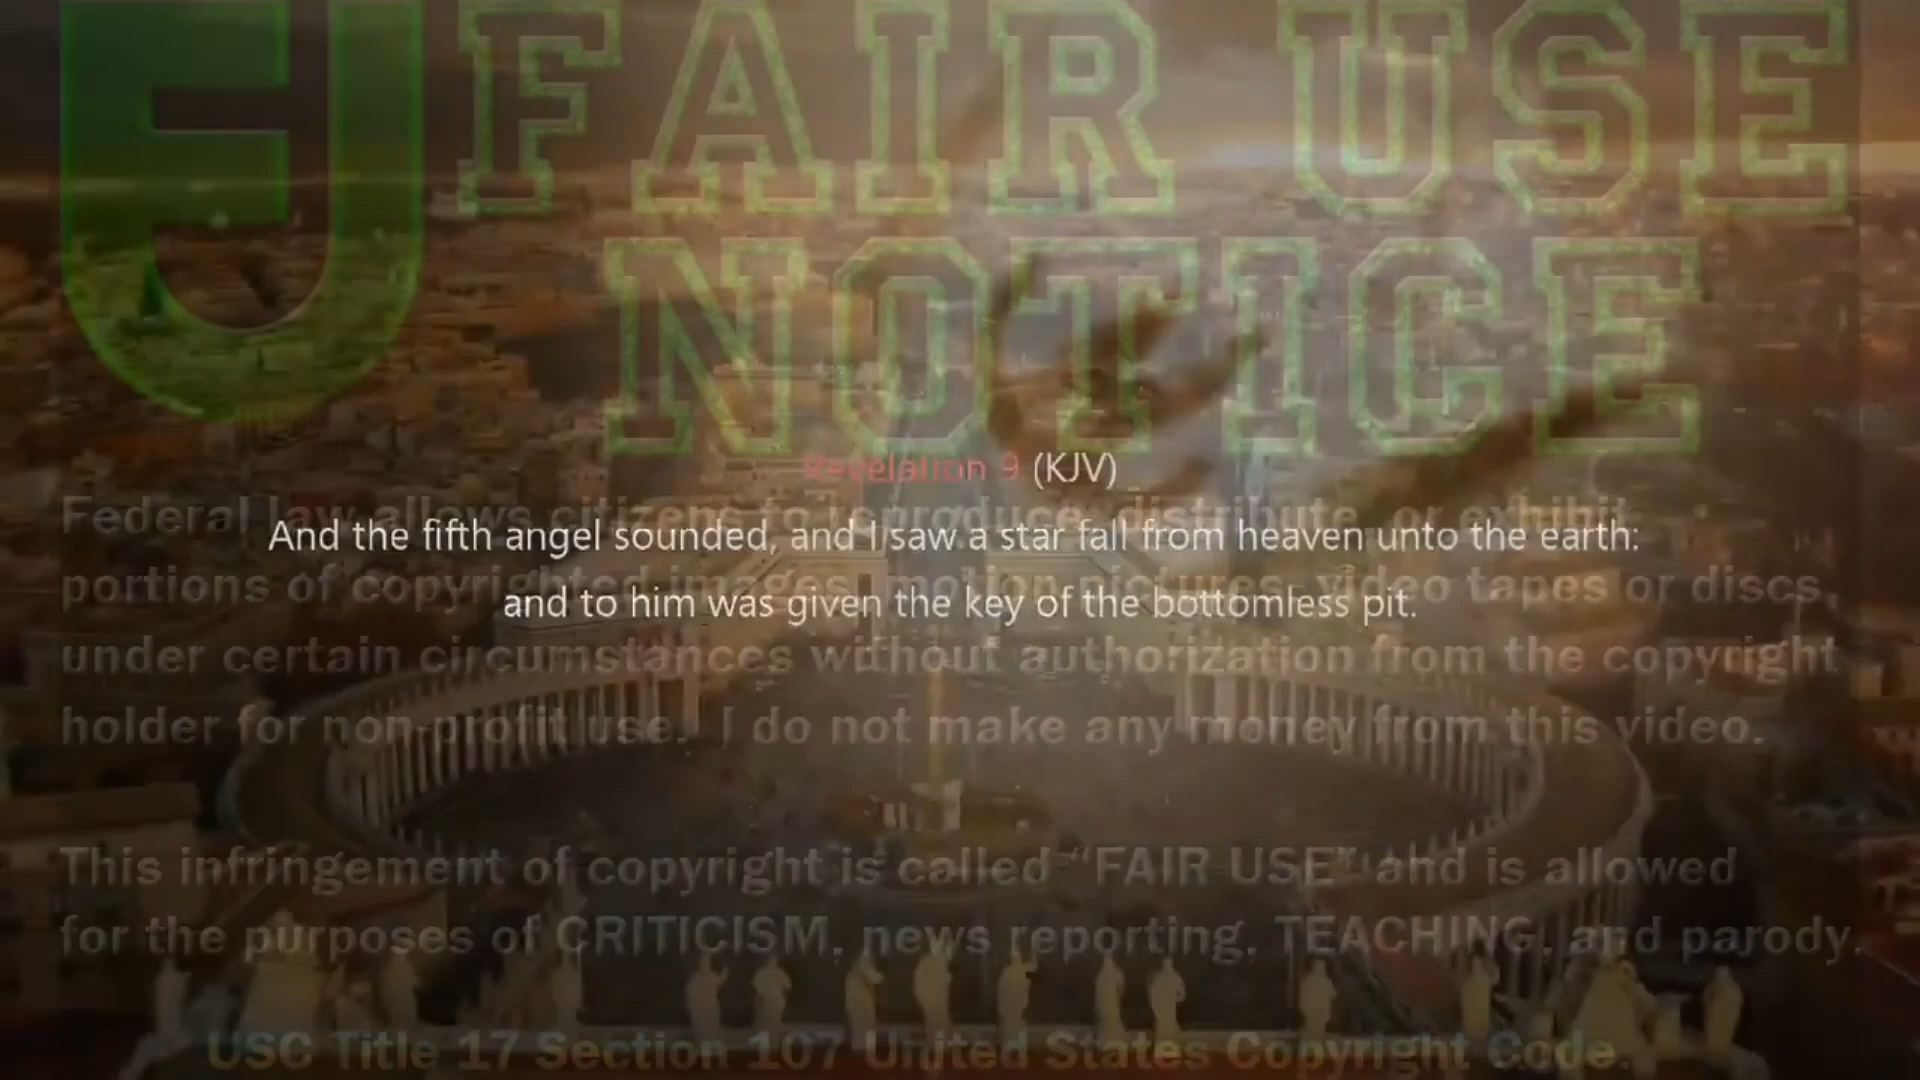 FAIR USE
NOTICE
Revelation 9 (KJV)
Federal law allows citizens to reproduce, distribute, or exhibit
And the fifth angel sounded, and I saw a star fall from heaven unto the earth:
portions of copyrighted images, motion pictures, video tapes or discs,
and to him was given the key of the bottomless pit.
under certain circumstances without authorization from the copyright
holder for non-profit use. I do not make any money from this video.
This infringement of copyright is called “FAIR USE” and is allowed
for the purposes of CRITICISM, news reporting, TEACHING, and parody.
USC Title 17 Section 107 United States Copyright Code.